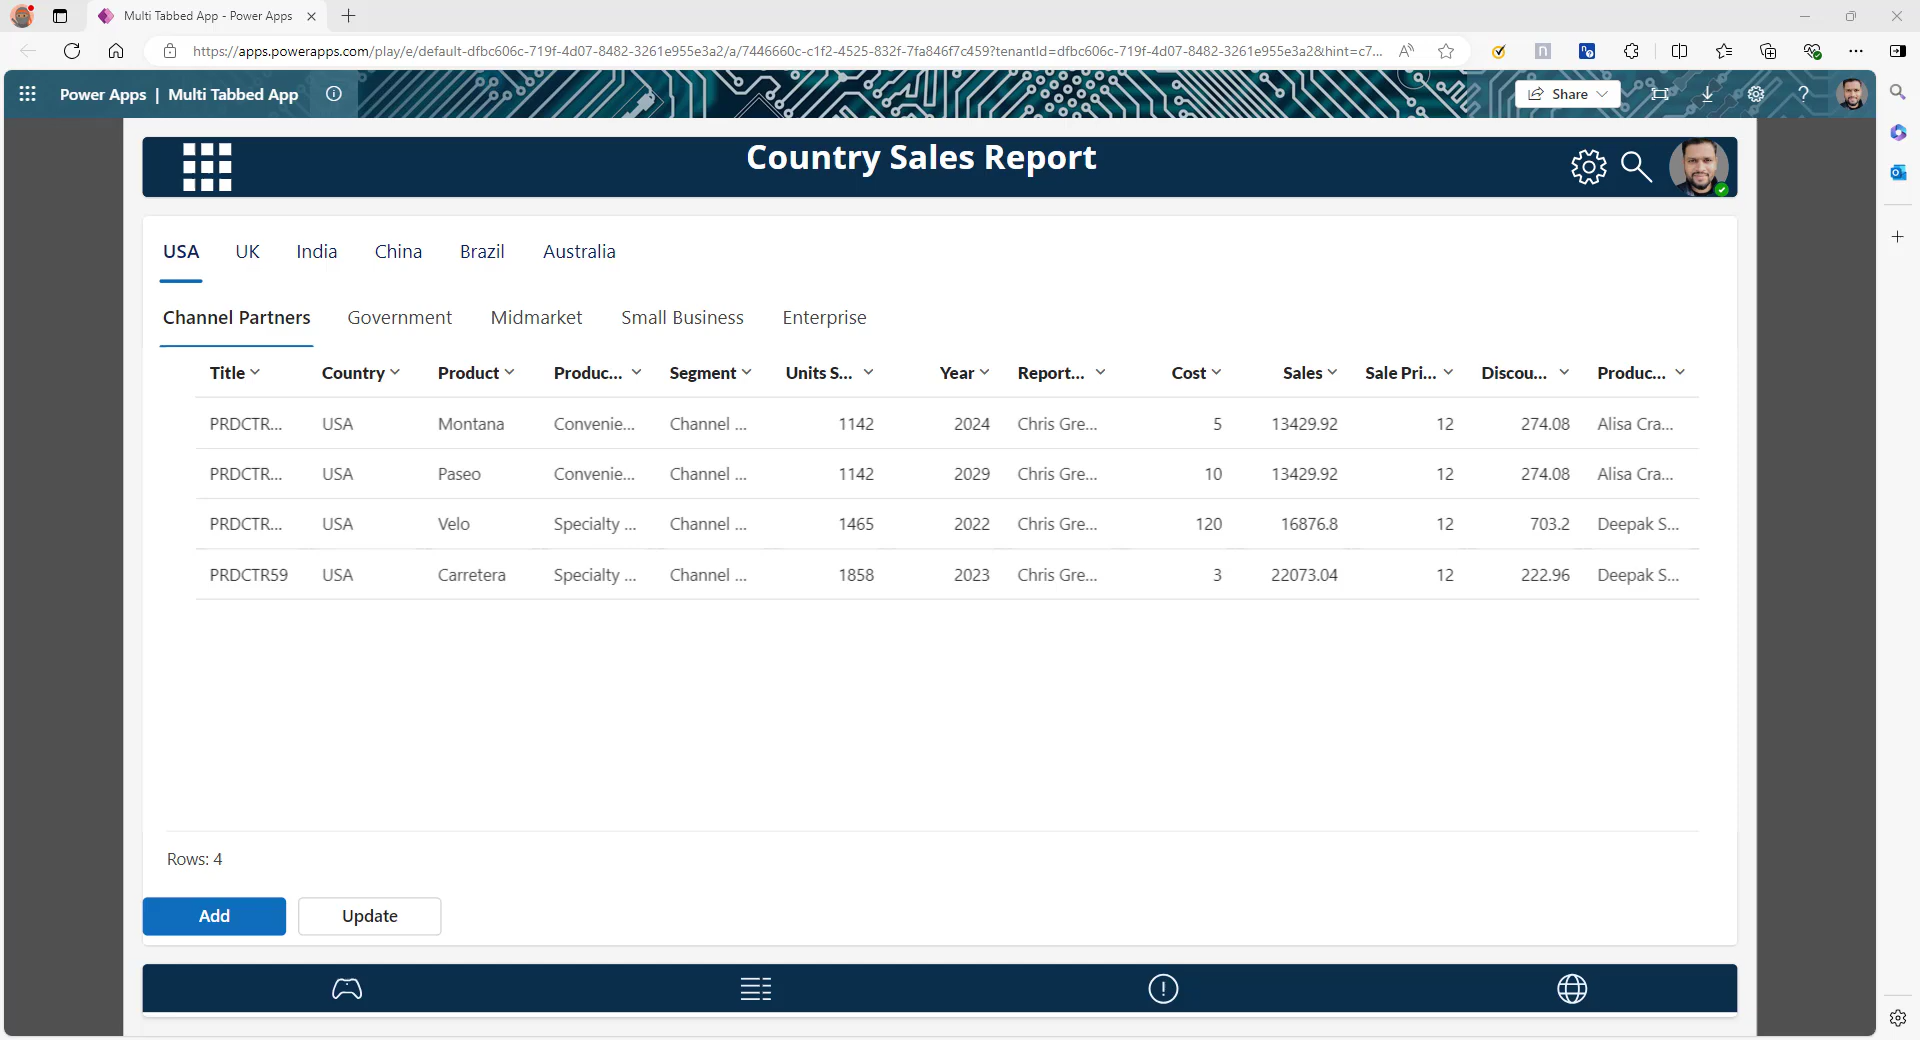 Multi Tabbed App - Power Apps
https://apps.powerapps.com/play/e/default-dfbc606c-719f-4d07-8482-3261e955e3a2/a/7446660c-c1f2-4525-832f-7fa846f7c459?tenantId=dfbc606c-719f-4d07-8482-3261e955e3a2&hint=c7...
Power Apps | Multi Tabbed App
Share
Country Sales Report
USA UK India China Brazil Australia
Channel Partners Government Midmarket Small Business Enterprise
Title Country Product Produc... Segment Units S... Year Report... Cost Sales Sale Pri... Discou... Produc...
PRDCTR... USA Montana Convenie... Channel ... 1142 2024 Chris Gre... 5 13429.92 12 274.08 Alisa Cra...
PRDCTR... USA Paseo Convenie... Channel ... 1142 2029 Chris Gre... 10 13429.92 12 274.08 Alisa Cra...
PRDCTR... USA Velo Specialty ... Channel ... 1465 2022 Chris Gre... 120 16876.8 12 703.2 Deepak S...
PRDCTR59 USA Carretera Specialty ... Channel ... 1858 2023 Chris Gre... 3 22073.04 12 222.96 Deepak S...
Rows: 4
Add Update